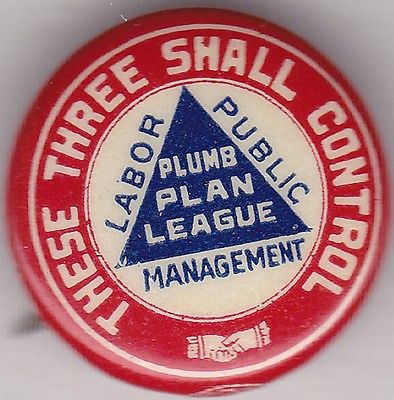 THESE THREE SHALL CONTROL
LABOR
PUBLIC
PLUMB
PLAN
LEAGUE
MANAGEMENT